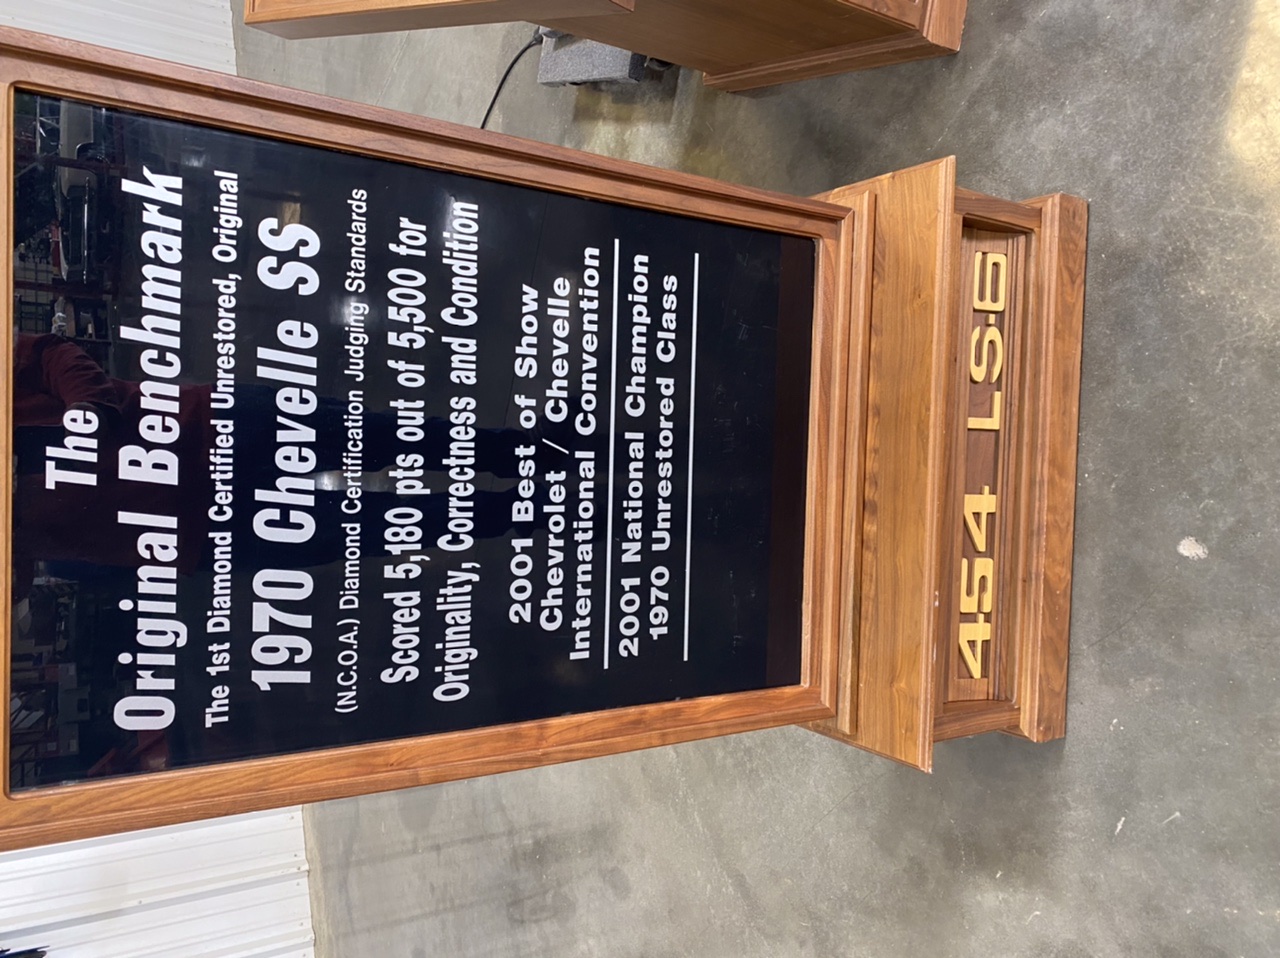 The
Original Benchmark
The 1st Diamond Certified Unrestored, Original
1970 Chevelle SS
(N.C.O.A.) Diamond Certification Judging Standards
Scored 5,180 pts out of 5,500 for
Originality, Correctness and Condition
2001 Best of Show
Chevrolet / Chevelle
International Convention
2001 National Champion
1970 Unrestored Class
454 LS-6